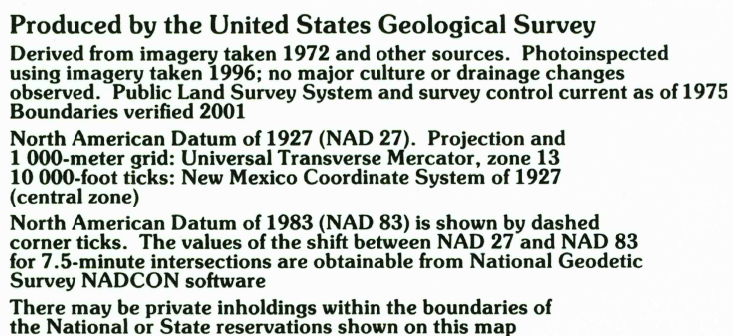 Produced by the United States Geological Survey
Derived from imagery taken 1972 and other sources. Photoinspected
using imagery taken 1996; no major culture or drainage changes
observed. Public Land Survey System and survey control current as of 1975
Boundaries verified 2001
North American Datum of 1927 (NAD 27). Projection and
1 000-meter grid: Universal Transverse Mercator, zone 13
10 000-foot ticks: New Mexico Coordinate System of 1927
(central zone)
North American Datum of 1983 (NAD 83) is shown by dashed
corner ticks. The values of the shift between NAD 27 and NAD 83
for 7.5-minute intersections are obtainable from National Geodetic
Survey NADCON software
There may be private inholdings within the boundaries of
the National or State reservations shown on this map